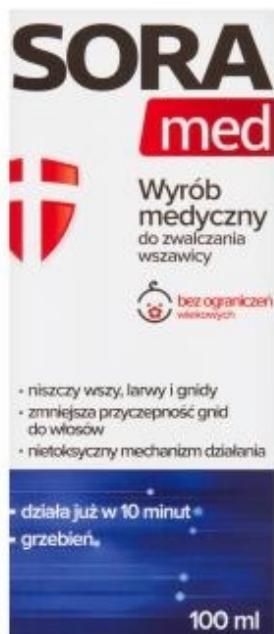 SORA
med
Wyrób
medyczny
do zwalczania
wszawicy
bez ograniczeń
wiekowych
• niszczy wszy, larwy i gnidy
• zmniejsza przyczepność gnid
do włosów
• nietoksyczny mechanizm działania
• działa już w 10 minut
• grzebień
100 ml